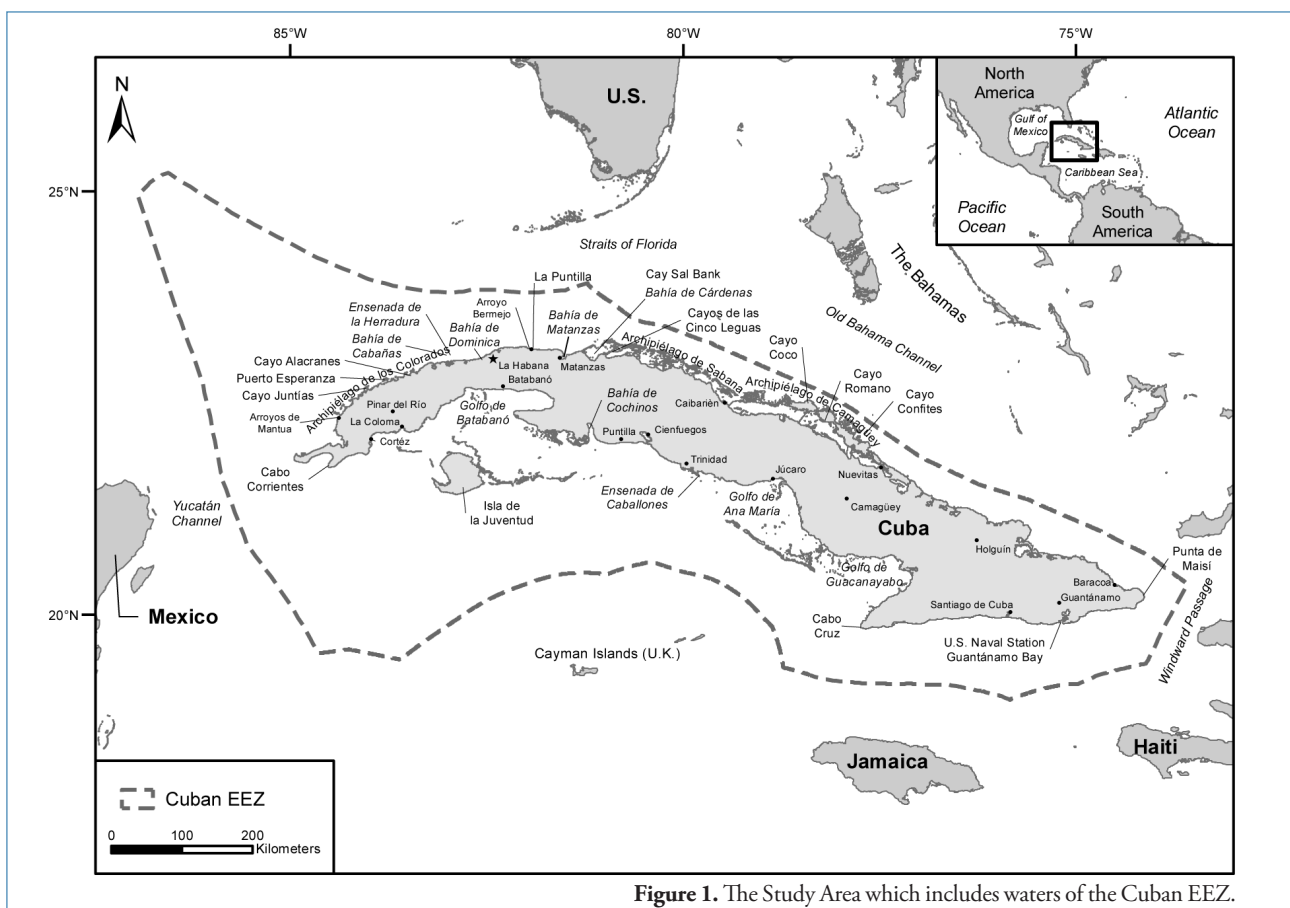 85°W
80°W
75°W
25°N
20°N
N
U.S.
North
America
Gulf of
Mexico
Atlantic
Ocean
Caribbean Sea
Pacific
Ocean
South
America
Straits of Florida
The Bahamas
Old Bahama Channel
La Puntilla
Cay Sal Bank
Bahía de Cárdenas
Cayos de las
Cinco Leguas
Arroyo
Bermejo
Bahía de
Matanzas
Ensenada de
la Herradura
Bahía de
Dominica
Bahía de
Cabañas
Cayo Alacranes
Puerto Esperanza
Cayo Juntías
Archipiélago de los Colorados
Arroyos de
Mantua
La Habana
Matanzas
Batabanó
Archipiélago de Sabana
Archipiélago de Camagüey
Cayo
Coco
Cayo
Romano
Cayo
Confites
Pinar del Río
La Coloma
Cortéz
Golfo de
Batabanó
Bahía de
Cochinos
Caibarièn
Puntilla
Cienfuegos
Cabo
Corrientes
Trinidad
Júcaro
Nuevitas
Isla de
la Juventud
Ensenada de
Caballones
Golfo de
Ana María
Camagüey
Cuba
Holguín
Yucatán
Channel
Golfo de
Guacanayabo
Punta de
Maisí
Baracoa
Guantánamo
Santiago de Cuba
Cabo
Cruz
U.S. Naval Station
Guantánamo Bay
Windward Passage
Mexico
Cayman Islands (U.K.)
Jamaica
Haiti
Cuban EEZ
0 100 200
Kilometers
Figure 1. The Study Area which includes waters of the Cuban EEZ.